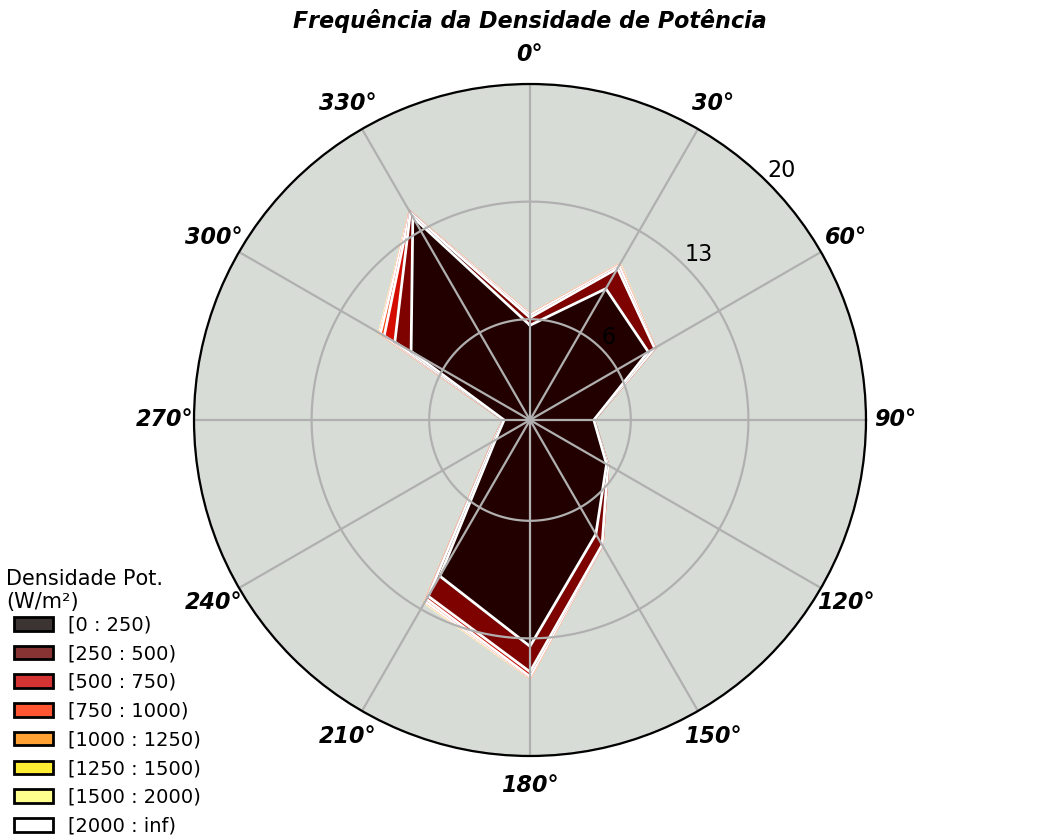 Frequência da Densidade de Potência
0°
330°
30°
20
300°
60°
13
6
270°
90°
Densidade Pot.
(W/m²)
240°
120°
[0 : 250)
[250 : 500)
[500 : 750)
[750 : 1000)
210°
150°
[1000 : 1250)
[1250 : 1500)
180°
[1500 : 2000)
[2000 : inf)